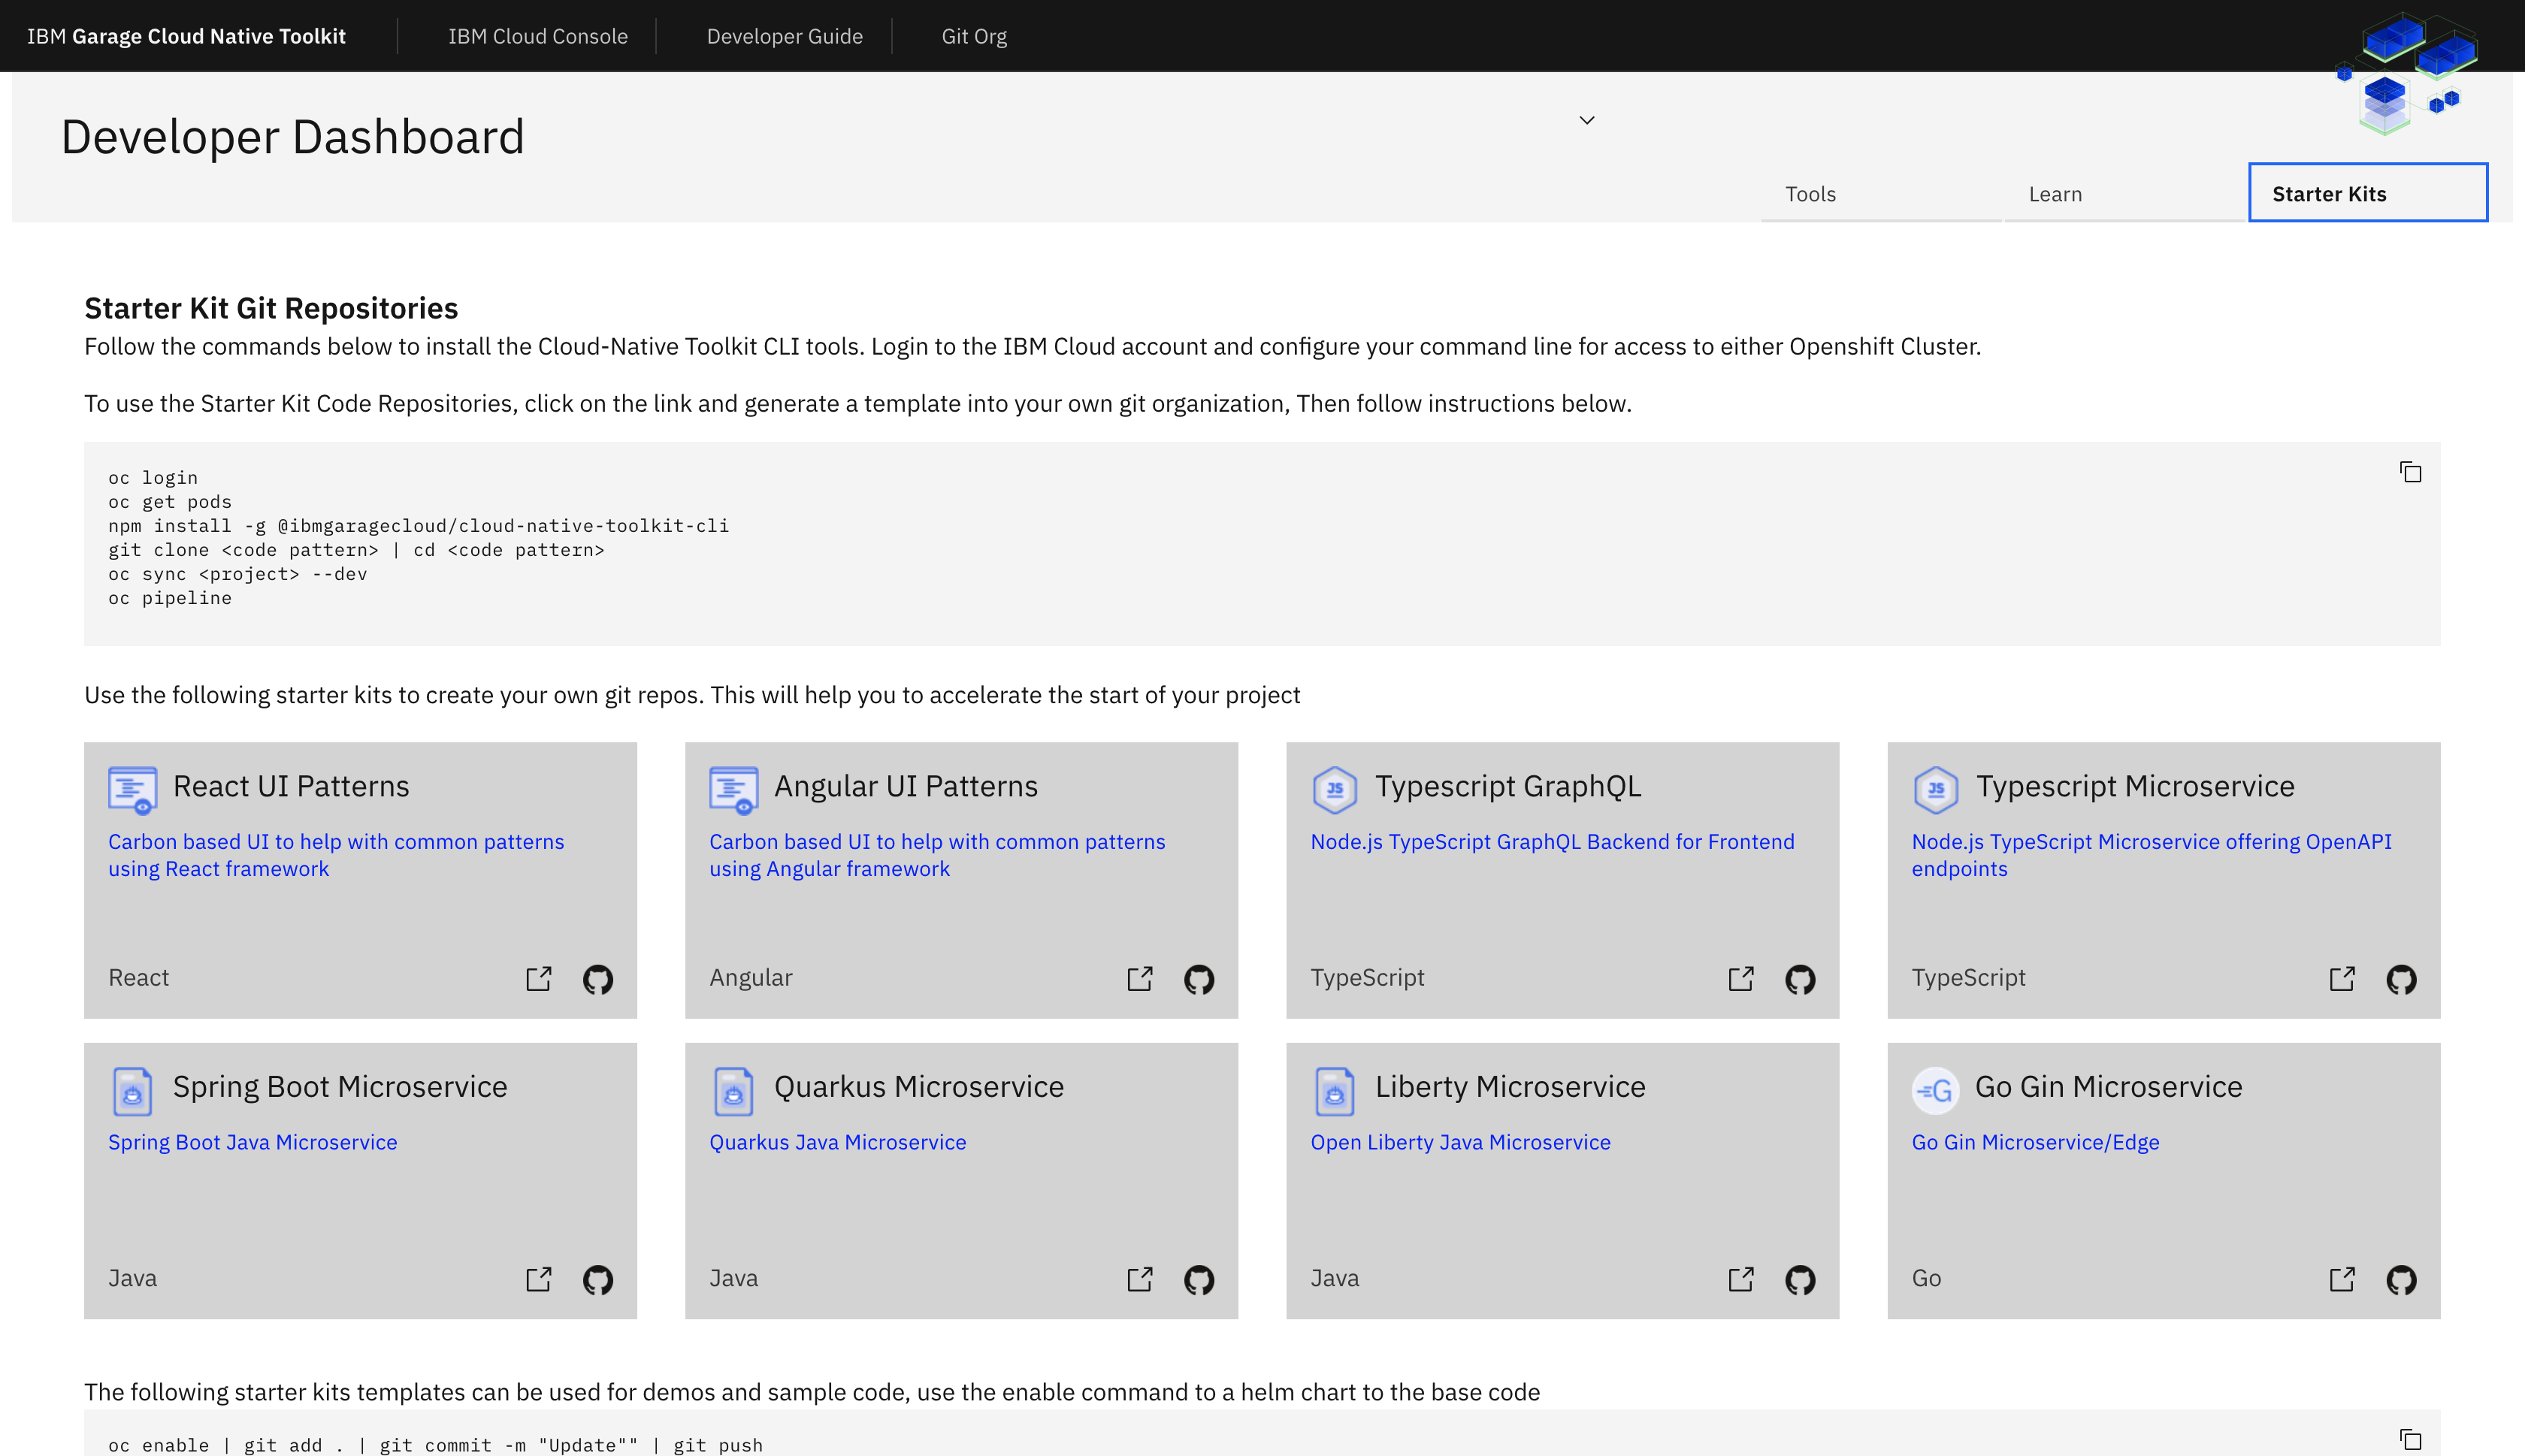 IBM Garage Cloud Native Toolkit
IBM Cloud Console
Developer Guide
Git Org
Developer Dashboard
Tools
Learn
Starter Kits
Starter Kit Git Repositories
Follow the commands below to install the Cloud-Native Toolkit CLI tools. Login to the IBM Cloud account and configure your command line for access to either Openshift Cluster.
To use the Starter Kit Code Repositories, click on the link and generate a template into your own git organization, Then follow instructions below.
oc login
oc get pods
npm install -g @ibmgaragecloud/cloud-native-toolkit-cli
git clone <code pattern> | cd <code pattern>
oc sync <project> --dev
oc pipeline
Use the following starter kits to create your own git repos. This will help you to accelerate the start of your project
React UI Patterns
Carbon based UI to help with common patterns
using React framework
React
Angular UI Patterns
Carbon based UI to help with common patterns
using Angular framework
Angular
JS
Typescript GraphQL
Node.js TypeScript GraphQL Backend for Frontend
TypeScript
JS
Typescript Microservice
Node.js TypeScript Microservice offering OpenAPI
endpoints
TypeScript
Spring Boot Microservice
Spring Boot Java Microservice
Java
Quarkus Microservice
Quarkus Java Microservice
Java
Liberty Microservice
Open Liberty Java Microservice
Java
G
Go Gin Microservice
Go Gin Microservice/Edge
Go
The following starter kits templates can be used for demos and sample code, use the enable command to a helm chart to the base code
oc enable | git add . | git commit -m "Update"" | git push